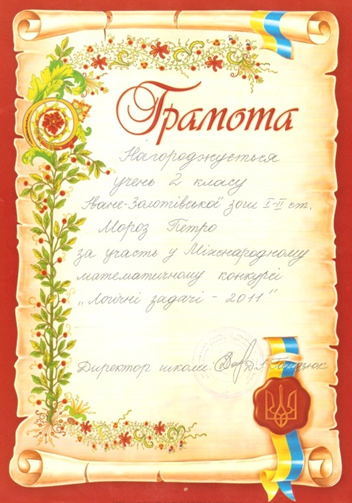 Грамота
Нагороджується
учень 2 класу
Іване-Золотівської зош І-ІІ ст.
Мороз Петро
за участь у Міжнародному
математичному конкурсі
„Логічні задачі - 2011"
Директор школи: